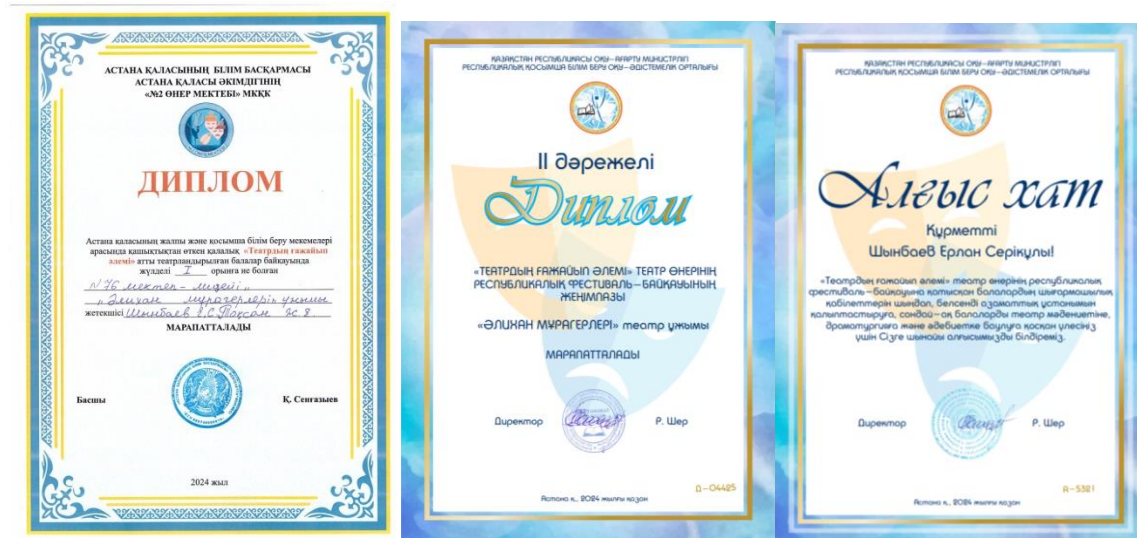 АСТАНА ҚАЛАСЫНЫҢ БІЛІМ БАСҚАРМАСЫ
АСТАНА ҚАЛАСЫ ӘКІМДІГІНІҢ
«№2 ӨНЕР МЕКТЕБІ» МКҚК
ДИПЛОМ
Астана қаласының жалпы және қосымша білім беру мекемелері
арасында қашықтықтан өткен қалалық «Театрдың ғажайып
әлемі» атты театрландырылған балалар байқауында
жүлделі I орынға ие болған
N 76 мектеп-лицейі
"Әлихан мұрагерлері" ұжымы
жетекшісі Шынбаев Е.С.
МАРАПАТТАЛАДЫ
Басшы Қ. Сенғазыев
2024 жыл
ҚАЗАҚСТАН РЕСПУБЛИКАСЫ ОҚУ-АҒАРТУ МИНИСТРЛІГІ
РЕСПУБЛИКАЛЫҚ ҚОСЫМША БІЛІМ БЕРУ ОҚУ-ӘДІСТЕМЕЛІК ОРТАЛЫҒЫ
II дәрежелі
Диплом
«ТЕАТРДЫҢ ҒАЖАЙЫП ӘЛЕМІ» ТЕАТР ӨНЕРІНІҢ
РЕСПУБЛИКАЛЫҚ ФЕСТИВАЛЬ-БАЙҚАУЫНЫҢ
ЖЕҢІМПАЗЫ
«ӘЛИХАН МҰРАГЕРЛЕРІ» театр ұжымы
МАРАПАТТАЛАДЫ
Директор Р. Шер
Д-04425
Астана қ., 2024 жылғы қазан
ҚАЗАҚСТАН РЕСПУБЛИКАСЫ ОҚУ-АҒАРТУ МИНИСТРЛІГІ
РЕСПУБЛИКАЛЫҚ ҚОСЫМША БІЛІМ БЕРУ ОҚУ-ӘДІСТЕМЕЛІК ОРТАЛЫҒЫ
Алғыс хат
Құрметті
Шынбаев Ерлан Серікұлы!
«Театрдың ғажайып әлемі» театр өнерінің республикалық
фестиваль-байқауына қатысқан балалардың шығармашылық
қабілеттерін шыңдап, белсенді азаматтық ұстанымын
қалыптастыруға, сондай-ақ балаларды театр мәдениетіне,
драматургияға және әдебиетке баулуға қосқан үлесіңіз
үшін Сізге шынайы алғысымызды білдіреміз.
Директор Р. Шер
А-5321
Астана қ., 2024 жылғы қазан